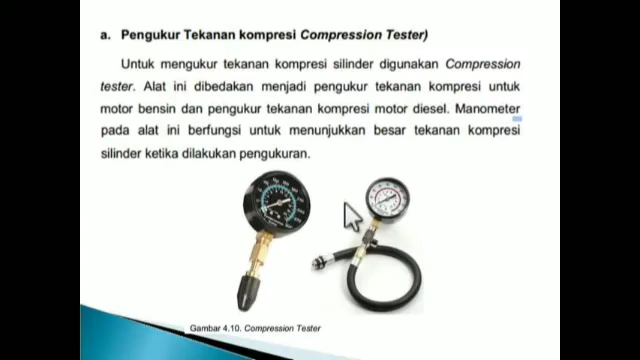 a. Pengukur Tekanan kompresi Compression Tester)
Untuk mengukur tekanan kompresi silinder digunakan Compression
tester. Alat ini dibedakan menjadi pengukur tekanan kompresi untuk
motor bensin dan pengukur tekanan kompresi motor diesel. Manometer
pada alat ini berfungsi untuk menunjukkan besar tekanan kompresi
silinder ketika dilakukan pengukuran.
Gambar 4.10. Compression Tester